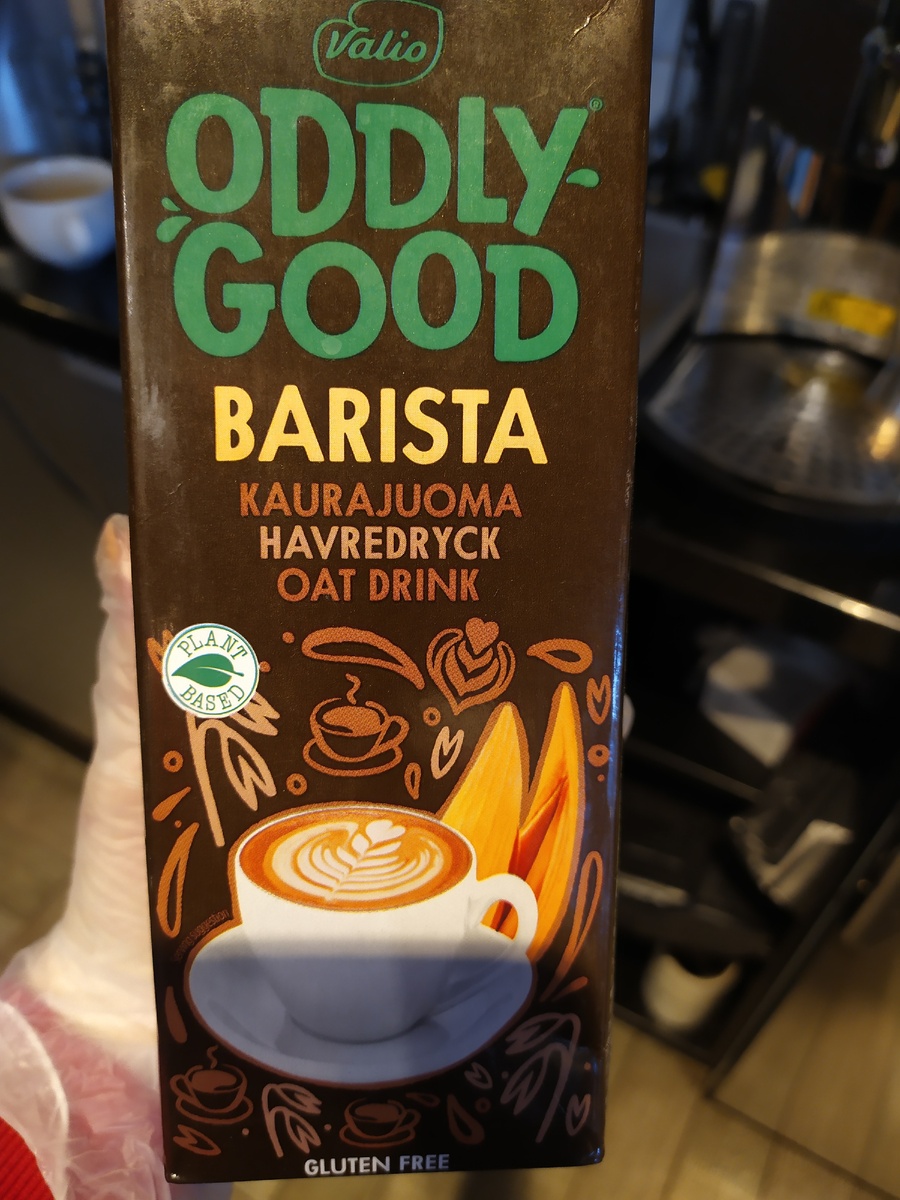 Valio
ODDLY
GOOD®
BARISTA
KAURAJUOMA
HAVREDRYCK
OAT DRINK
PLANT
BASED
GLUTEN FREE